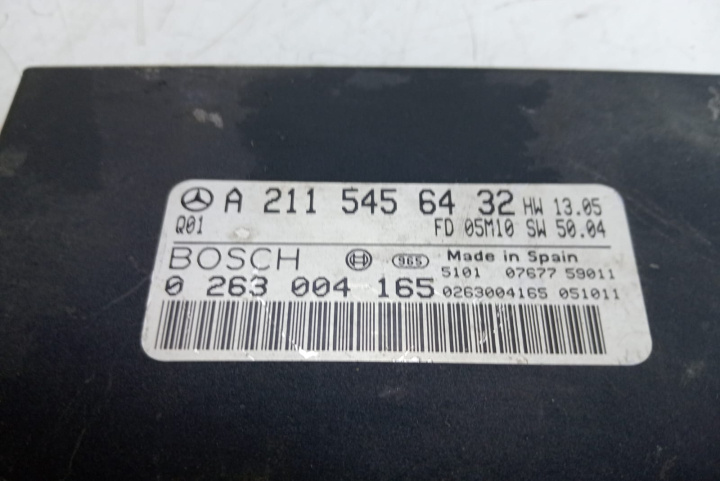 A 211 545 64 32 HW 13.05
Q01 FD 05M10 SW 50.04
BOSCH 965 Made in Spain
5101 07677 59011
0 263 004 165 0263004165 051011